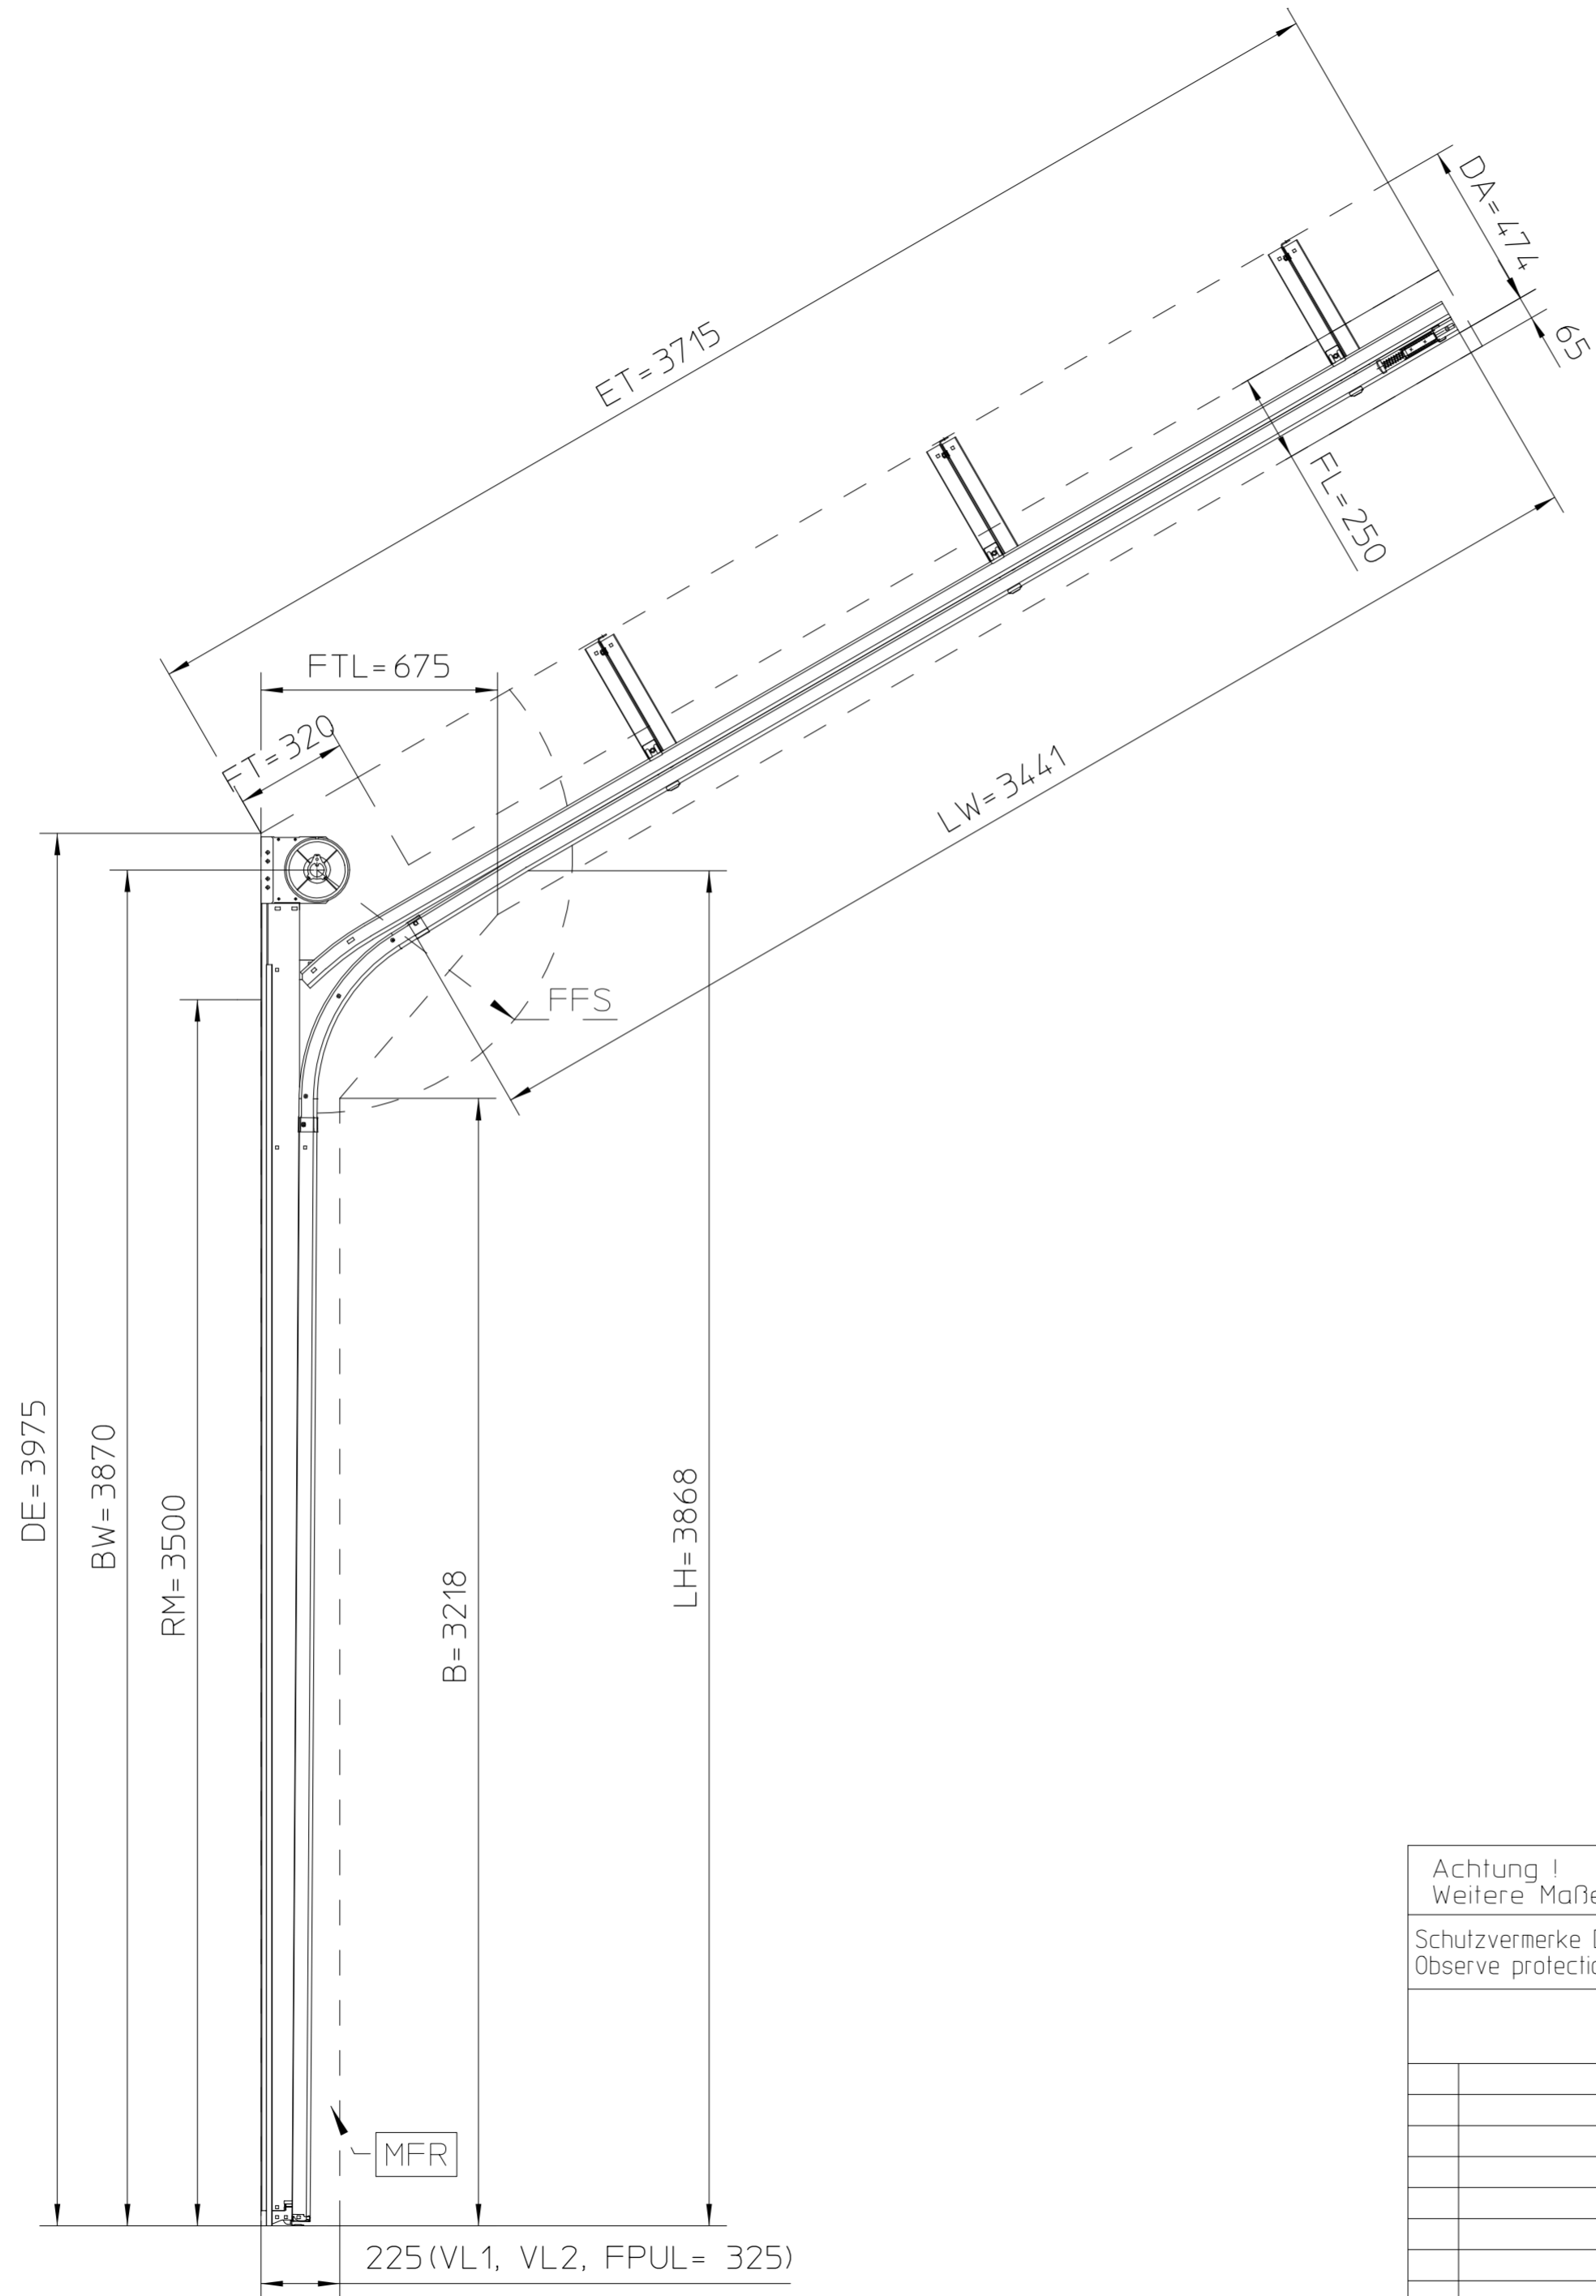 DA=474
65
ET=3715
FL=250
FTL=675
FT=320
LW=3441
FFS
DE=3975
BW=3870
RM=3500
B=3218
LH=3868
MFR
225(VL1, VL2, FPUL= 325)
Achtung !
Weitere Maße
Schutzvermerke
Observe